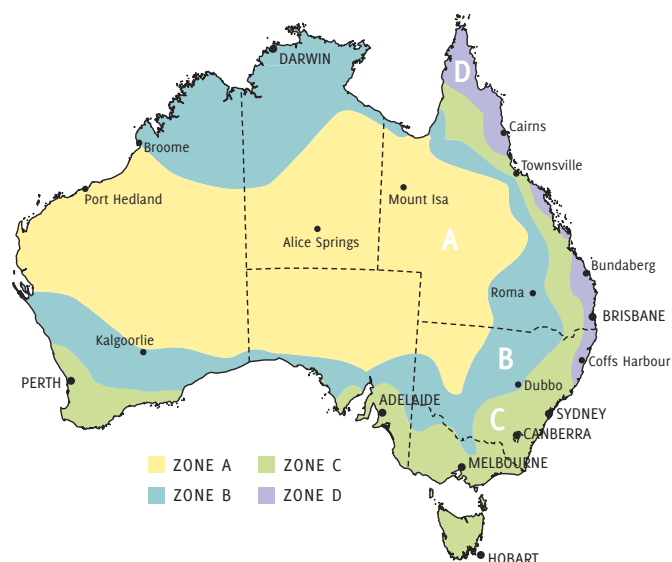 D
DARWIN
Cairns
Broome
Townsville
Port Hedland
Mount Isa
Alice Springs
A
Bundaberg
Roma
BRISBANE
Kalgoorlie
B
Coffs Harbour
PERTH
Dubbo
ADELAIDE
SYDNEY
C
CANBERRA
MELBOURNE
ZONE A
ZONE C
ZONE B
ZONE D
HOBART